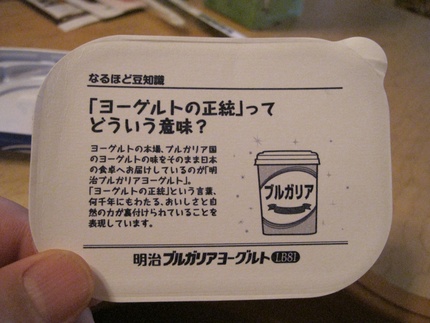 なるほど豆知識
「ヨーグルトの正統」って
どういう意味？
ヨーグルトの本場、ブルガリア国
のヨーグルトの味をそのまま日本
の食卓へお届けしているのが「明
治ブルガリアヨーグルト」。
「ヨーグルトの正統」という言葉、
何千年にもわたる、おいしさと自
然の力が裏付けられていることを
表現しています。
ブルガリア
明治ブルガリアヨーグルト LB81